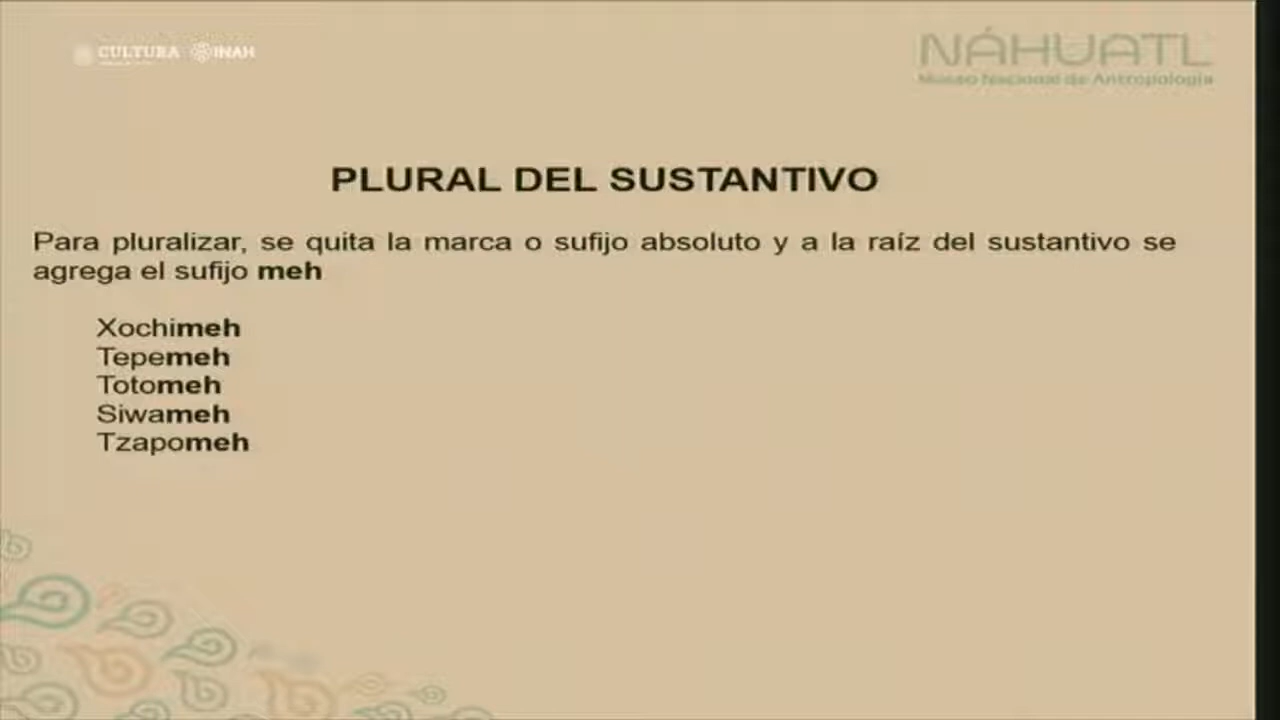 CULTURA INAH
NÁHUATL
Museo Nacional de Antropología
PLURAL DEL SUSTANTIVO
Para pluralizar, se quita la marca o sufijo absoluto y a la raíz del sustantivo se
agrega el sufijo meh
Xochimeh
Tepemeh
Totomeh
Siwameh
Tzapomeh